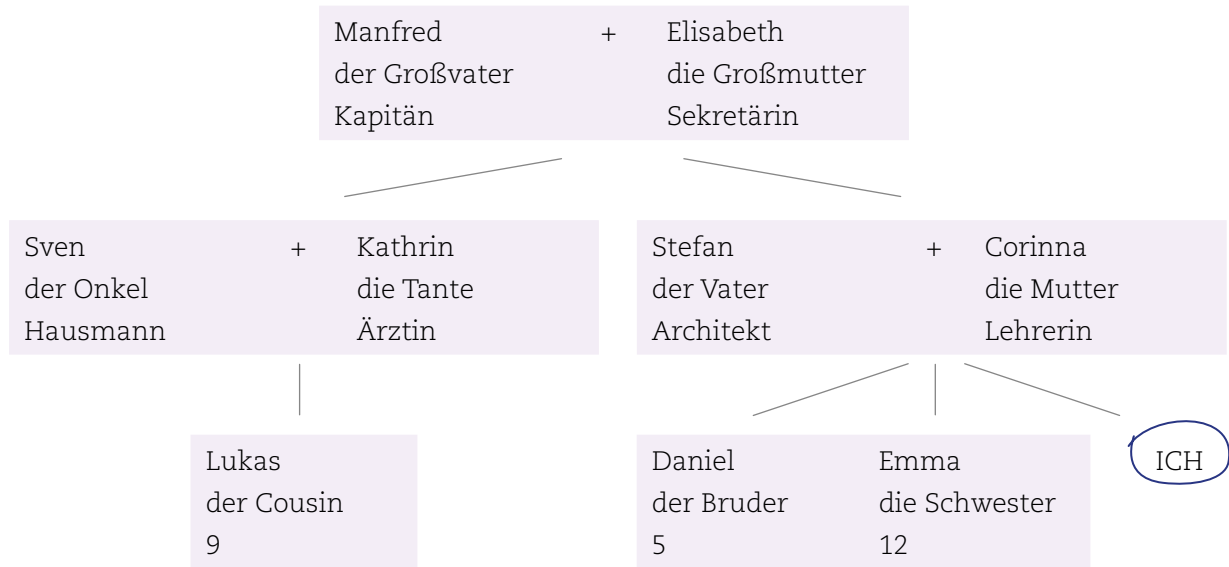 Manfred + Elisabeth
der Großvater die Großmutter
Kapitän Sekretärin
Sven + Kathrin
der Onkel die Tante
Hausmann Ärztin
Stefan + Corinna
der Vater die Mutter
Architekt Lehrerin
Lukas
der Cousin
9
Daniel Emma
der Bruder die Schwester
5 12
ICH